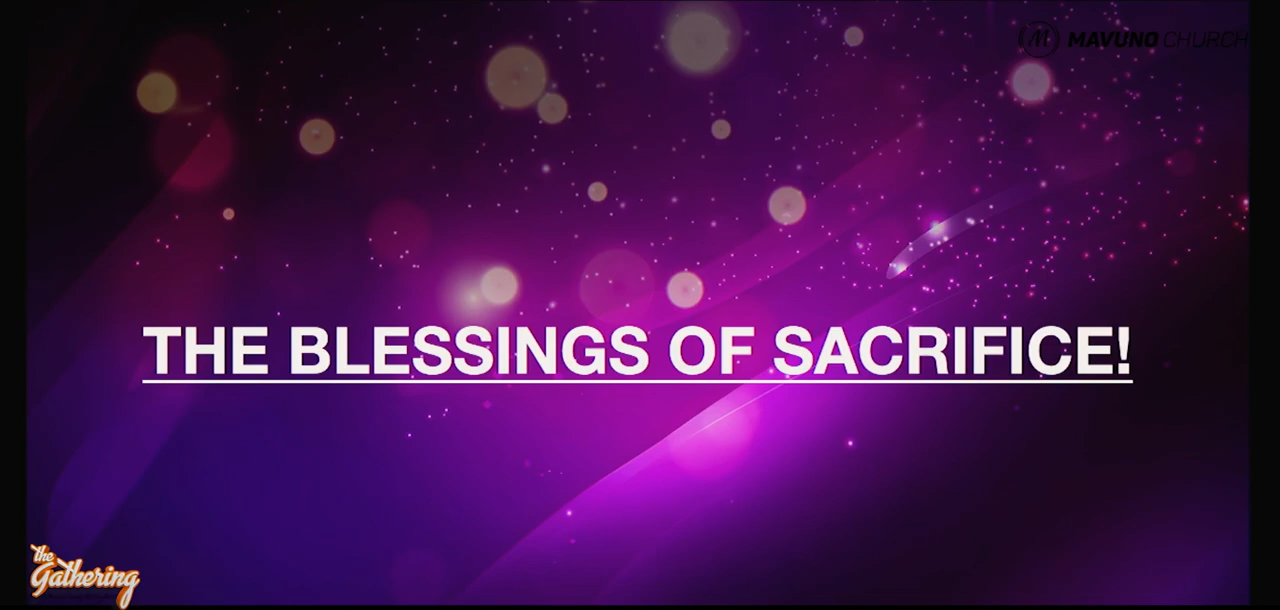 MAVUNO CHURCH
THE BLESSINGS OF SACRIFICE!
the
Gathering